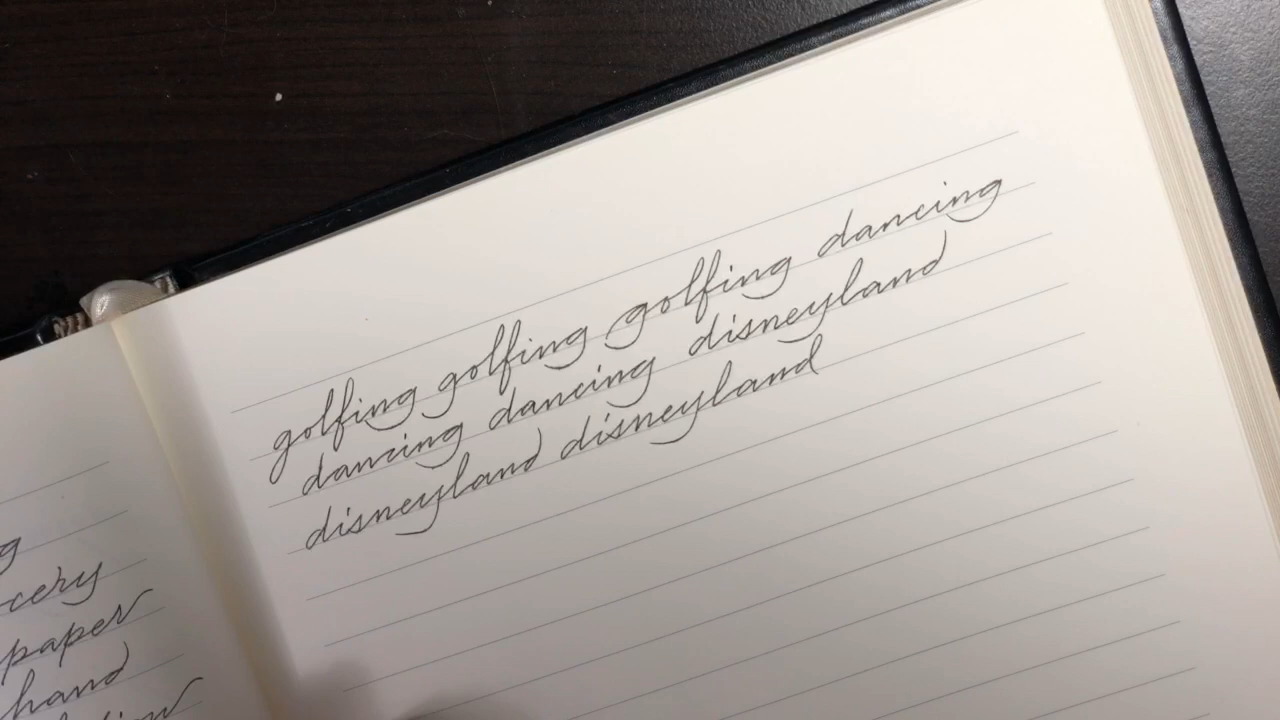 cery
paper
hand
golfing golfing golfing dancing
dancing dancing disneyland
disneyland disneyland